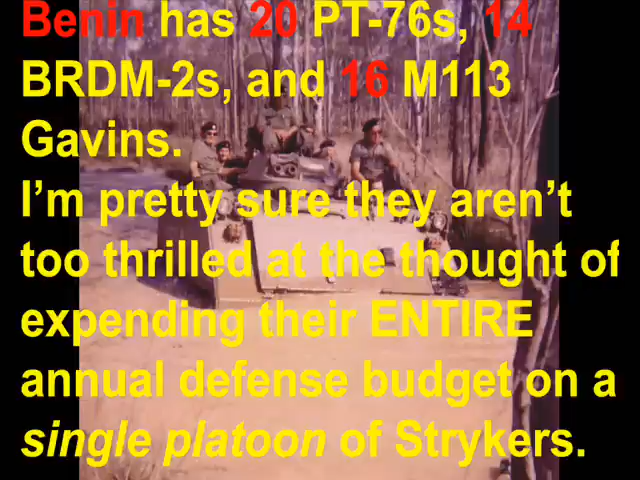 Benin has 20 PT-76s, 14
BRDM-2s, and 16 M113
Gavins.
I'm pretty sure they aren't
too thrilled at the thought of
expending their ENTIRE
annual defense budget on a
single platoon of Strykers.